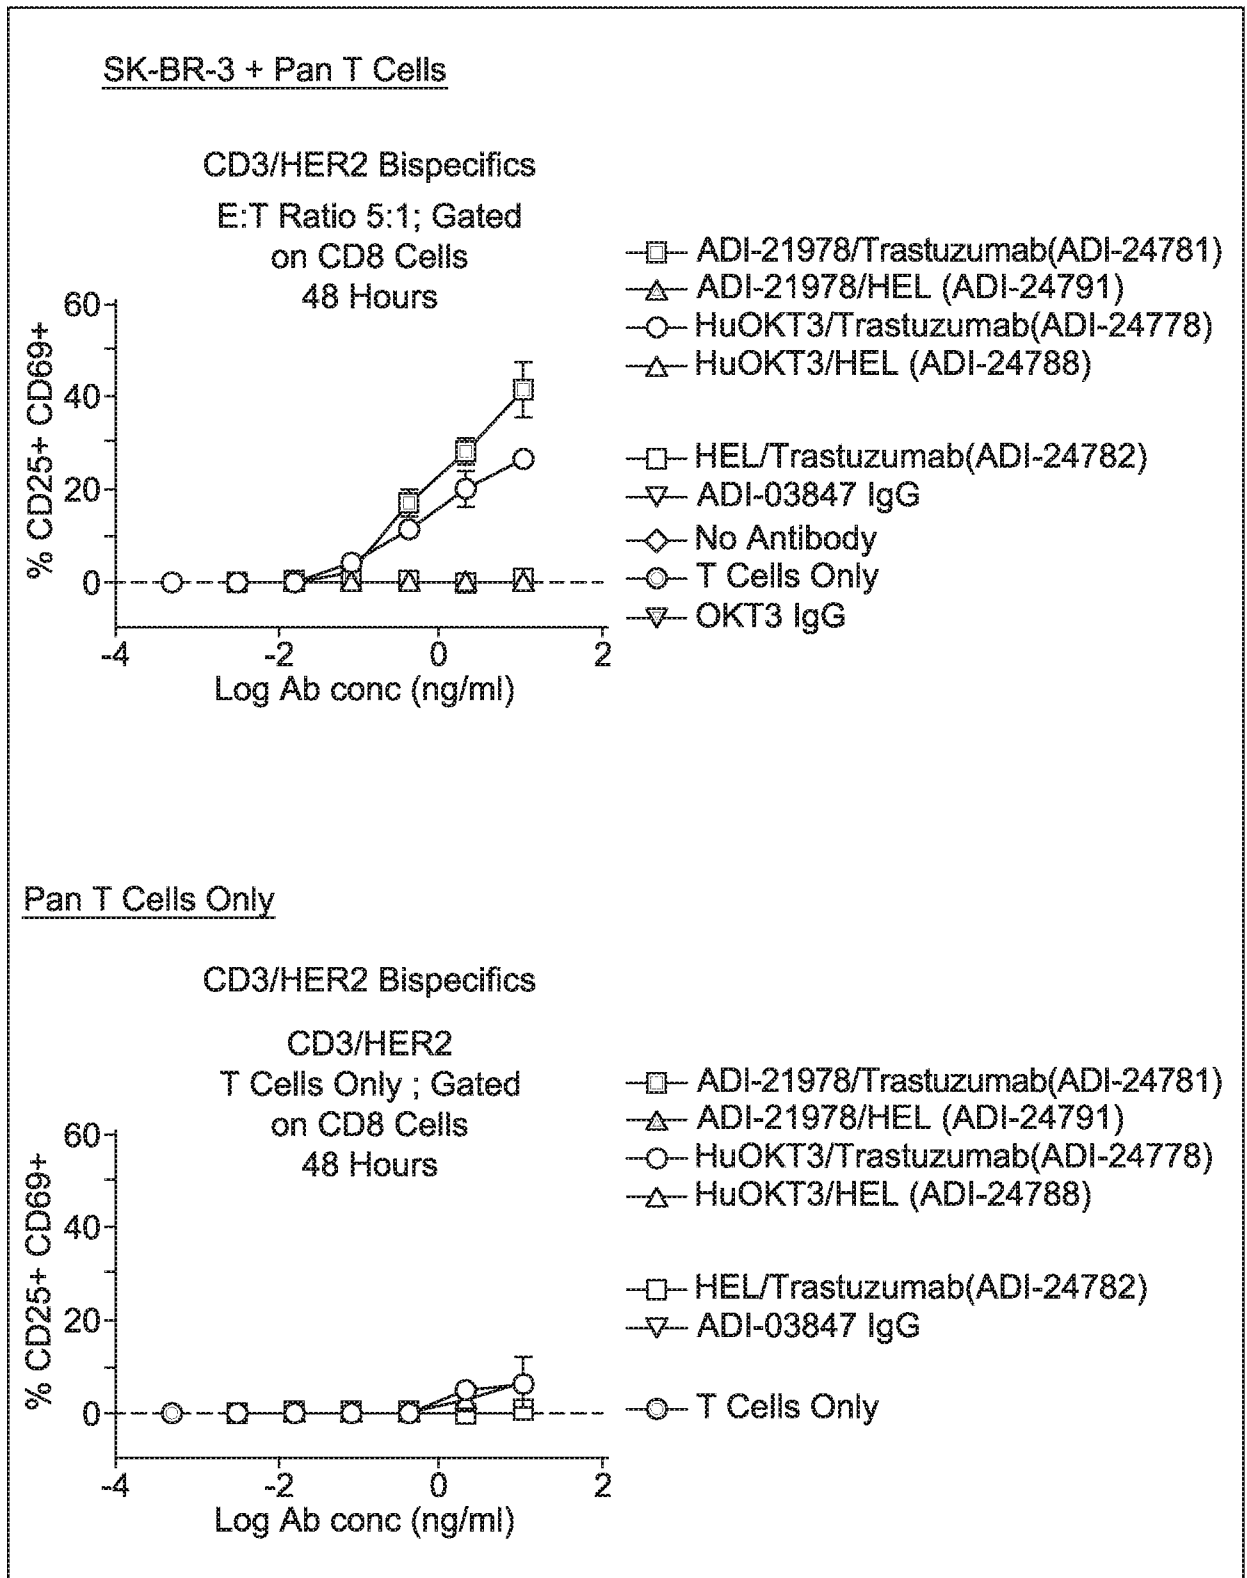 SK-BR-3 + Pan T Cells
CD3/HER2 Bispecifics
E:T Ratio 5:1; Gated
on CD8 Cells
48 Hours
% CD25+ CD69+
60
40
20
0
-4
-2
0
2
Log Ab conc (ng/ml)
ADI-21978/Trastuzumab(ADI-24781)
ADI-21978/HEL (ADI-24791)
HuOKT3/Trastuzumab(ADI-24778)
HuOKT3/HEL (ADI-24788)
HEL/Trastuzumab(ADI-24782)
ADI-03847 IgG
No Antibody
T Cells Only
OKT3 IgG
Pan T Cells Only
CD3/HER2 Bispecifics
CD3/HER2
T Cells Only ; Gated
on CD8 Cells
48 Hours
% CD25+ CD69+
60
40
20
0
-4
-2
0
2
Log Ab conc (ng/ml)
ADI-21978/Trastuzumab(ADI-24781)
ADI-21978/HEL (ADI-24791)
HuOKT3/Trastuzumab(ADI-24778)
HuOKT3/HEL (ADI-24788)
HEL/Trastuzumab(ADI-24782)
ADI-03847 IgG
T Cells Only